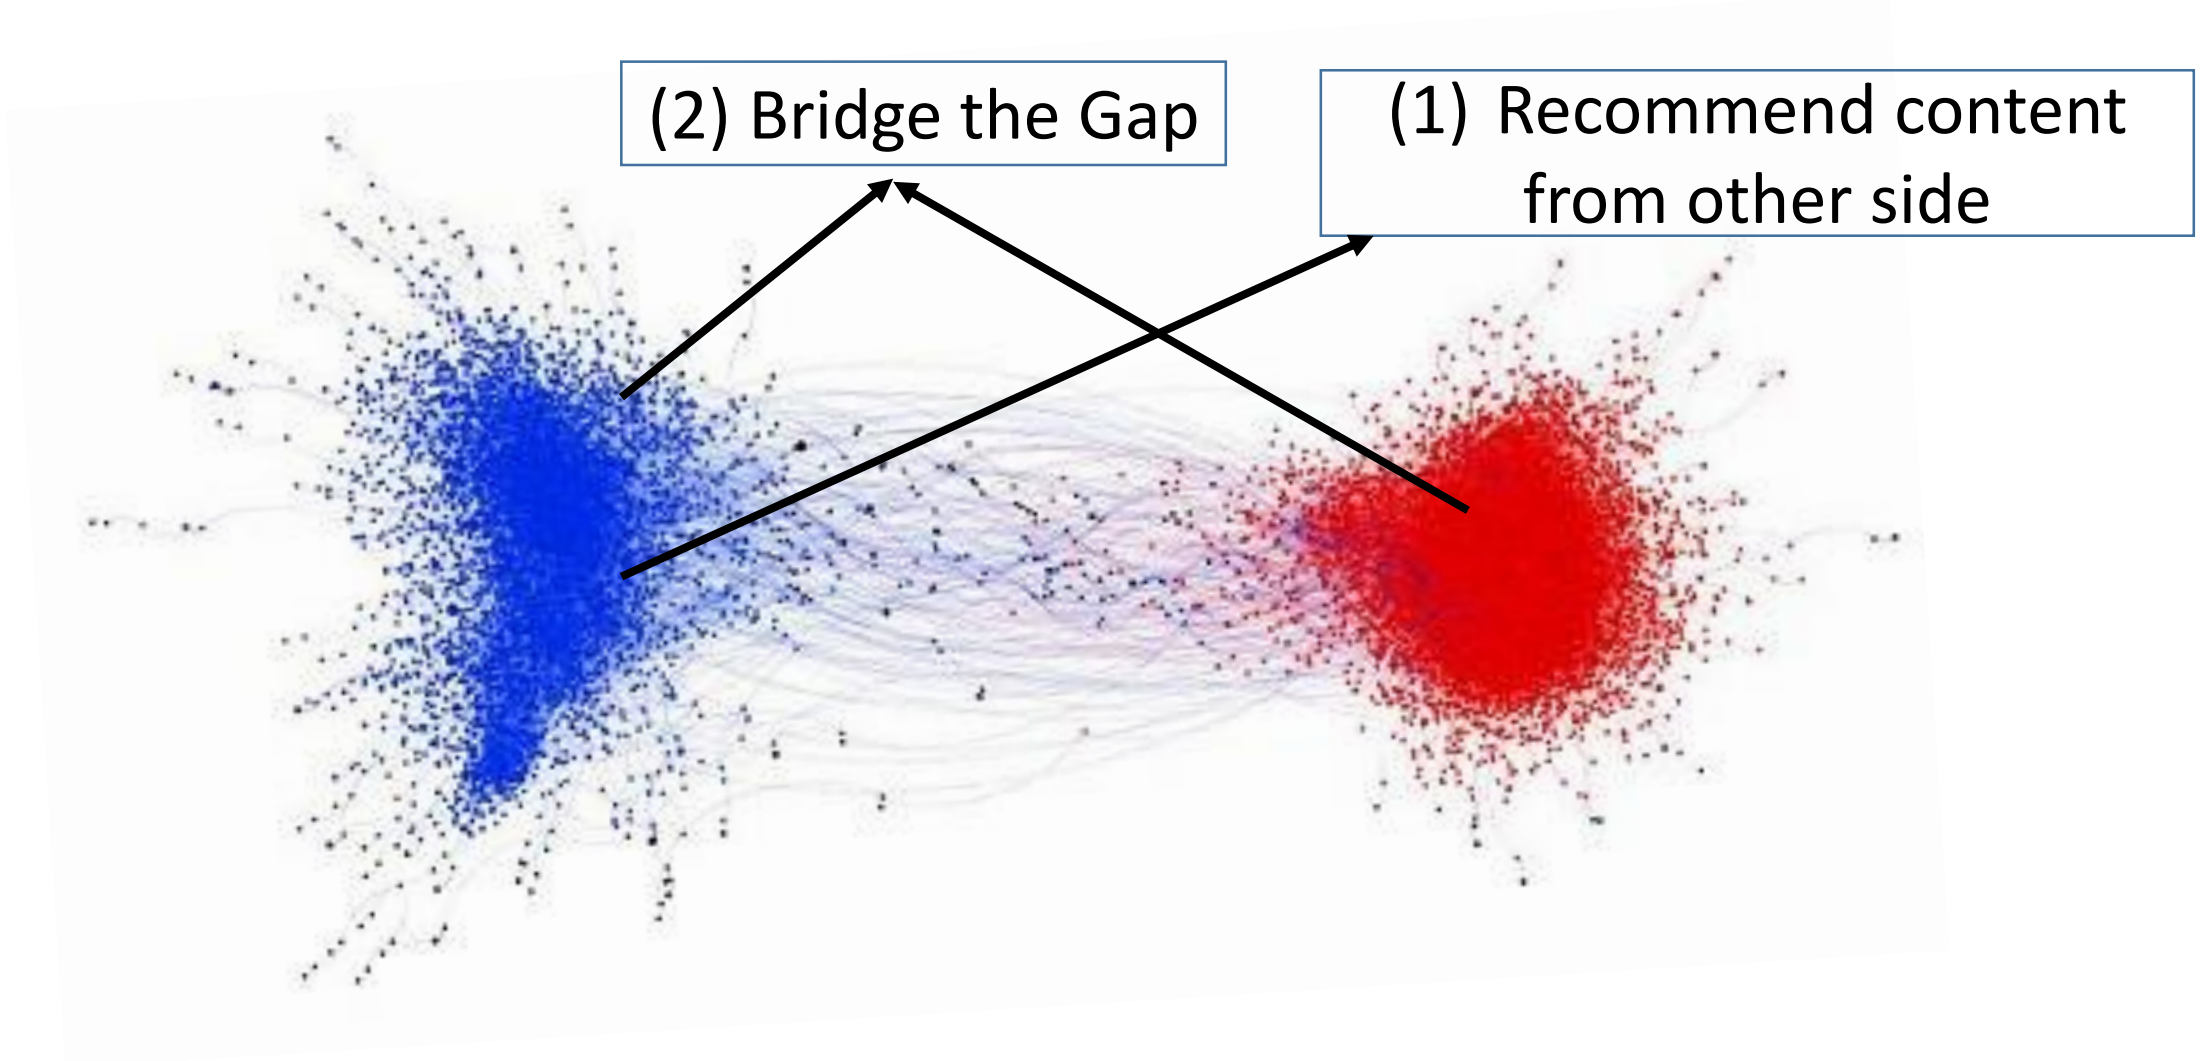 (2) Bridge the Gap
(1) Recommend content
from other side